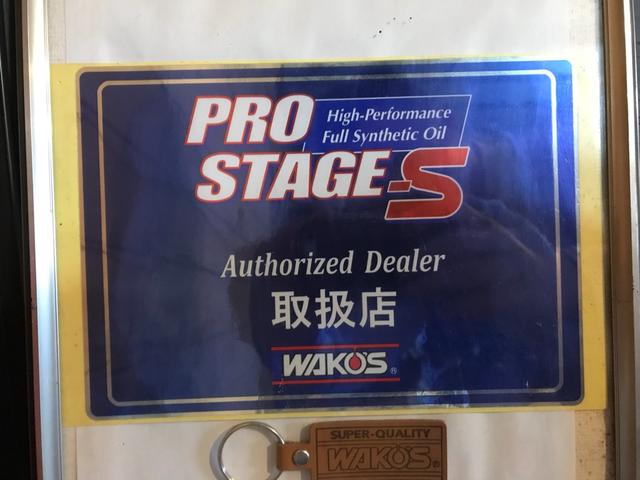 PRO
High-Performance
Full Synthetic Oil
STAGE-S
Authorized Dealer
取扱店
WAKO'S®
SUPER-QUALITY
WAKO'S®